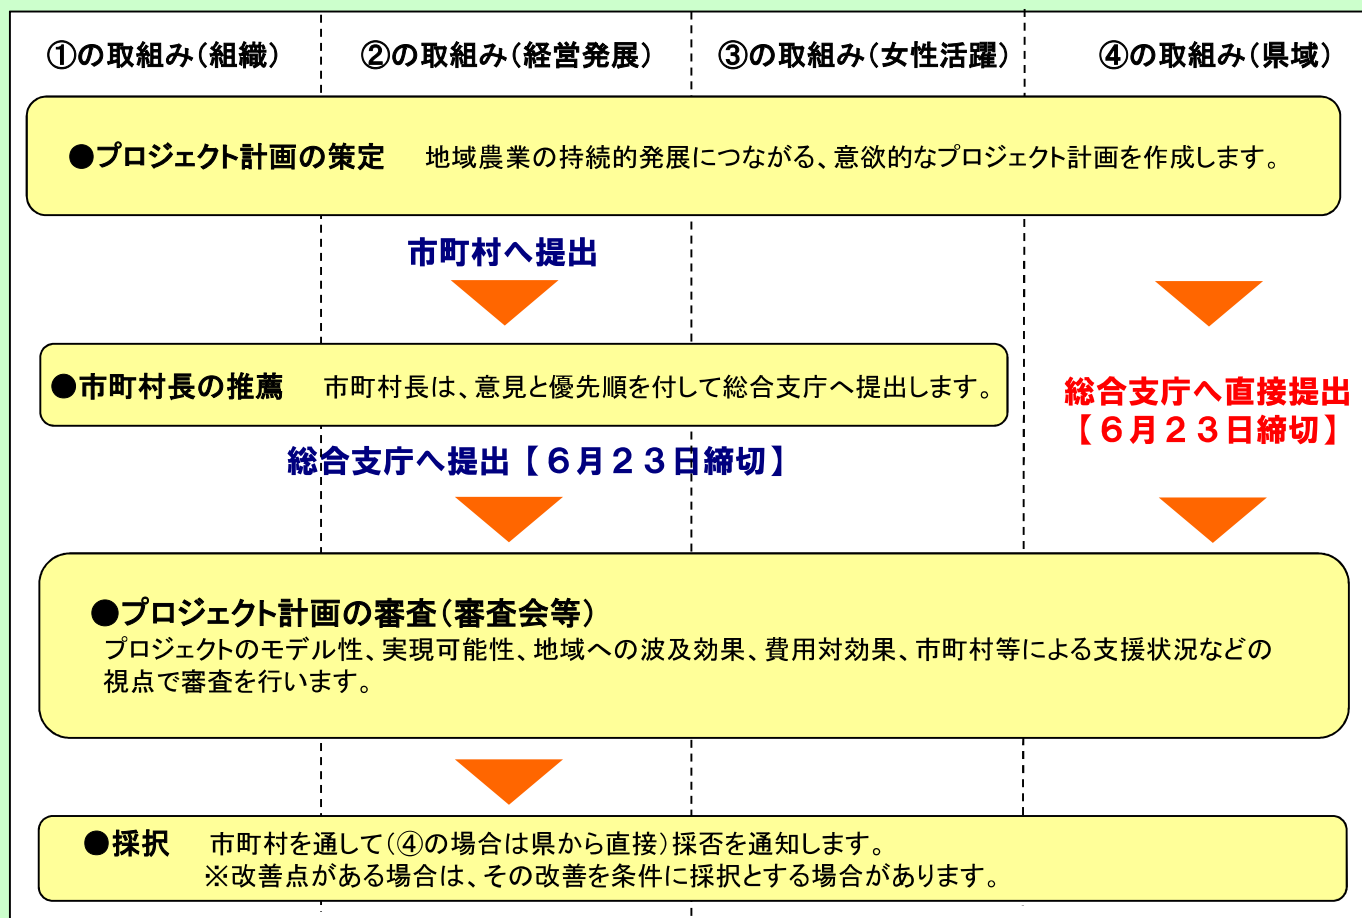 ①の取組み（組織）
②の取組み（経営発展）
③の取組み（女性活躍）
④の取組み（県域）
●プロジェクト計画の策定　地域農業の持続的発展につながる、意欲的なプロジェクト計画を作成します。
市町村へ提出
●市町村長の推薦　市町村長は、意見と優先順を付して総合支庁へ提出します。
総合支庁へ直接提出
【６月２３日締切】
総合支庁へ提出【６月２３日締切】
●プロジェクト計画の審査（審査会等）
プロジェクトのモデル性、実現可能性、地域への波及効果、費用対効果、市町村等による支援状況などの
視点で審査を行います。
●採択　市町村を通して（④の場合は県から直接）採否を通知します。
※改善点がある場合は、その改善を条件に採択とする場合があります。